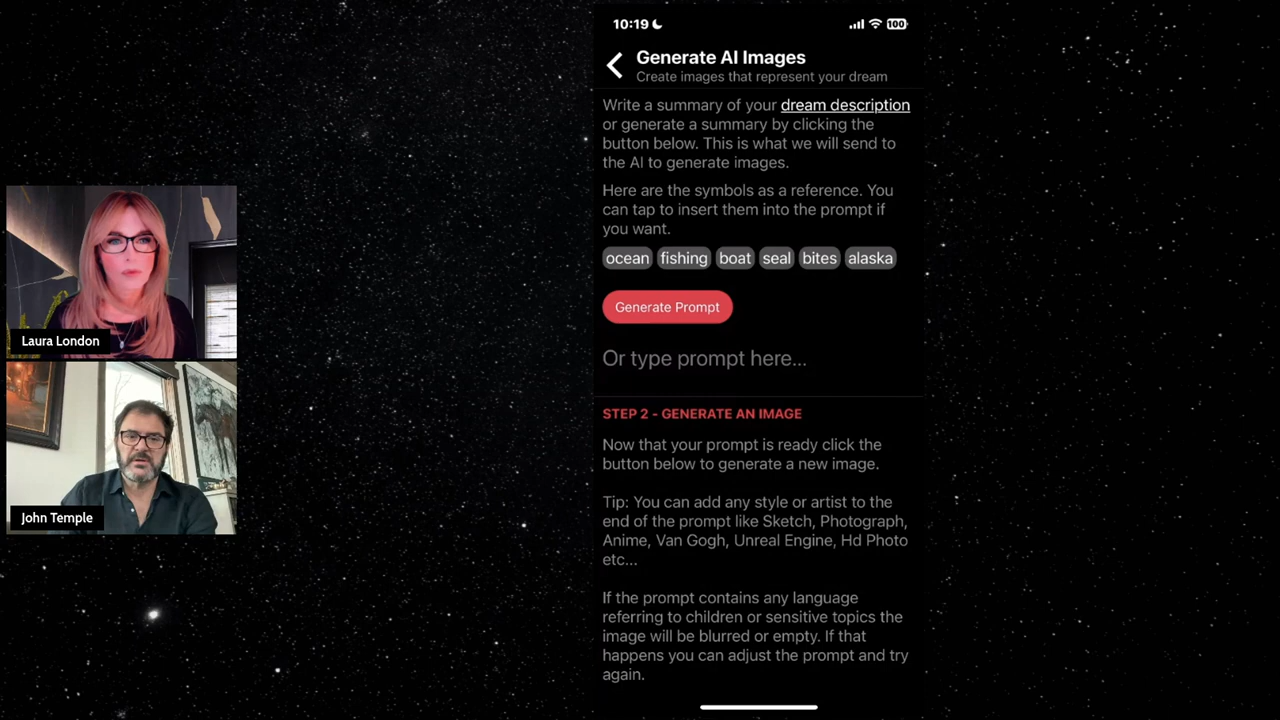 Laura London
John Temple
10:19
100
Generate AI Images
Create images that represent your dream
Write a summary of your dream description
or generate a summary by clicking the
button below. This is what we will send to
the AI to generate images.
Here are the symbols as a reference. You
can tap to insert them into the prompt if
you want.
ocean fishing boat seal bites alaska
Generate Prompt
Or type prompt here...
STEP 2 - GENERATE AN IMAGE
Now that your prompt is ready click the
button below to generate a new image.
Tip: You can add any style or artist to the
end of the prompt like Sketch, Photograph,
Anime, Van Gogh, Unreal Engine, Hd Photo
etc...
If the prompt contains any language
referring to children or sensitive topics the
image will be blurred or empty. If that
happens you can adjust the prompt and try
again.